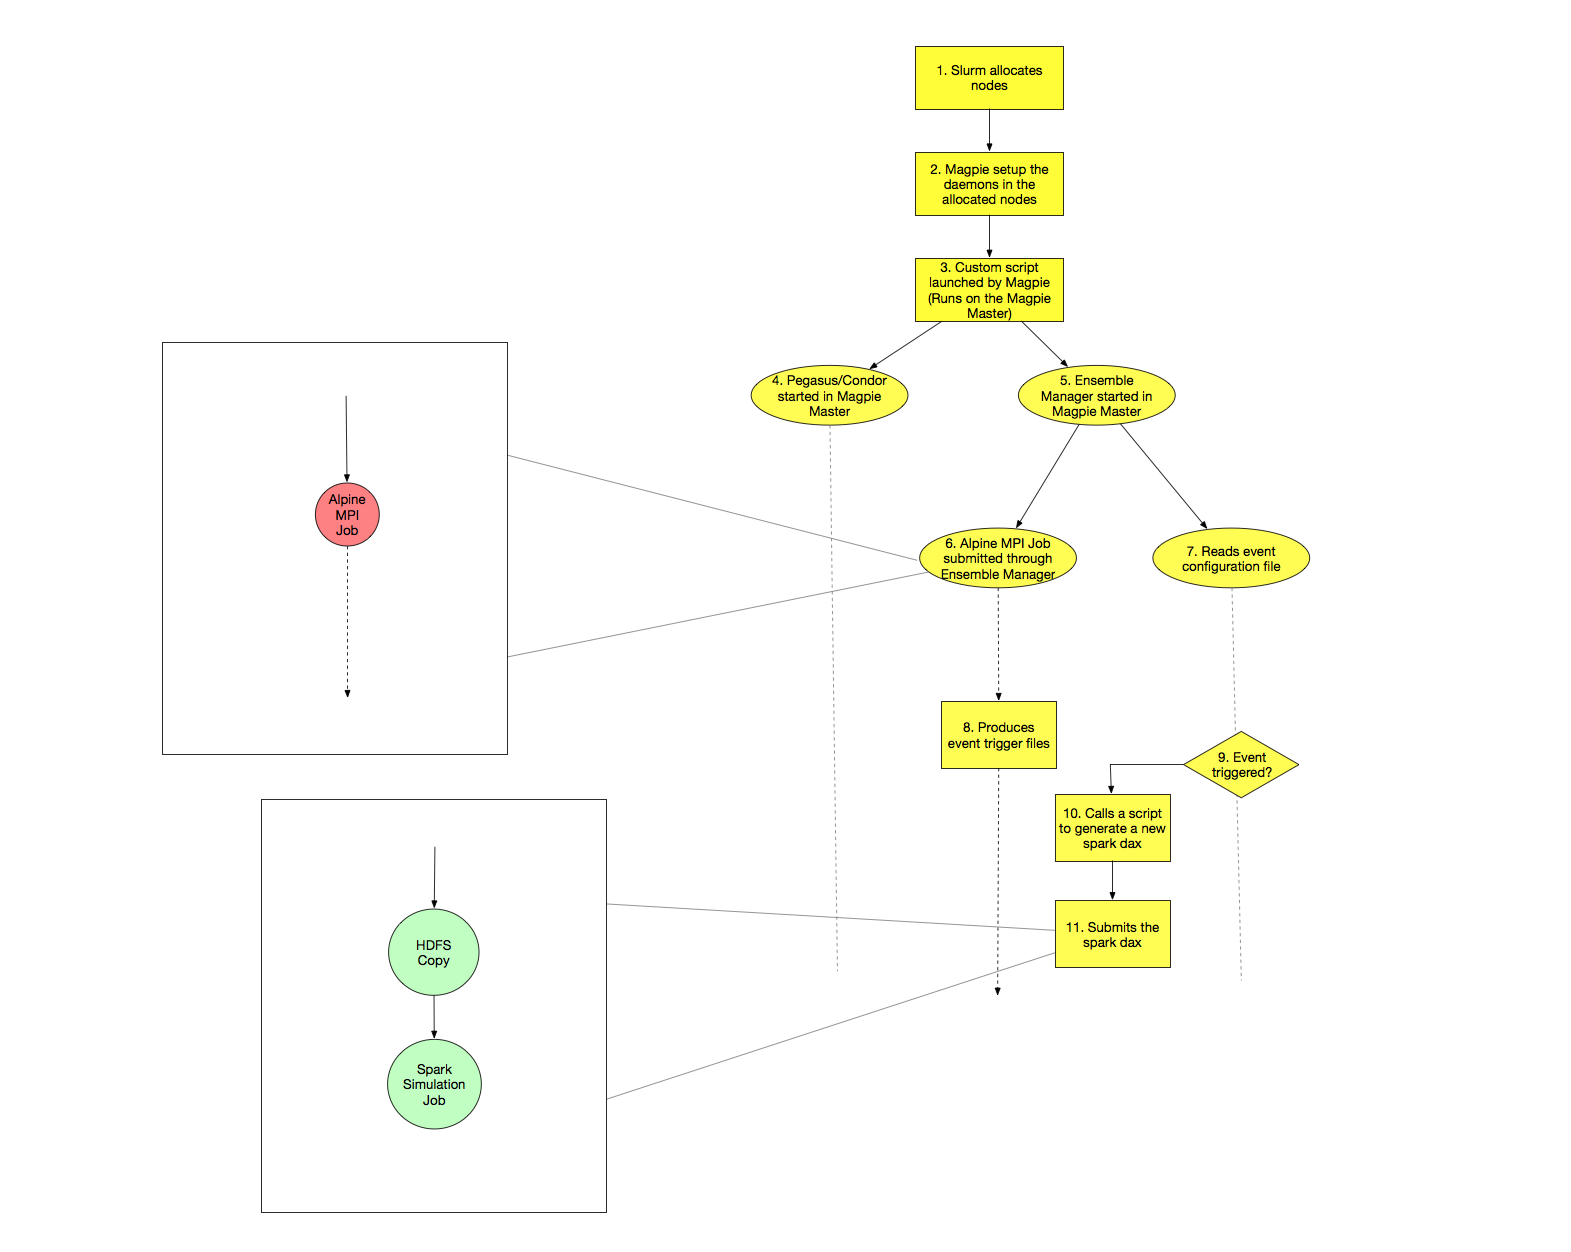 1. Slurm allocates
nodes
2. Magpie setup the
daemons in the
allocated nodes
3. Custom script
launched by Magpie
(Runs on the Magpie
Master)
4. Pegasus/Condor
started in Magpie
Master
5. Ensemble
Manager started in
Magpie Master
Alpine
MPI
Job
6. Alpine MPI Job
submitted through
Ensemble Manager
7. Reads event
configuration file
8. Produces
event trigger files
9. Event
triggered?
10. Calls a script
to generate a new
spark dax
11. Submits the
spark dax
HDFS
Copy
Spark
Simulation
Job